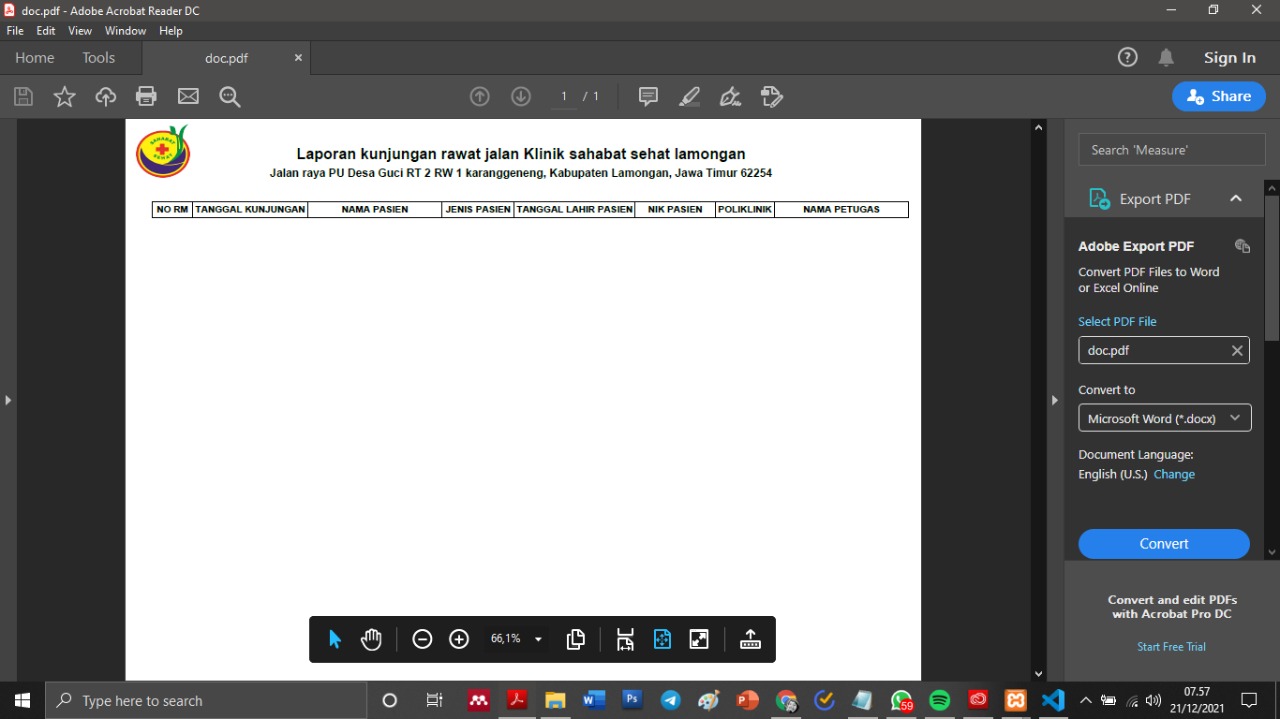 doc.pdf - Adobe Acrobat Reader DC
File Edit View Window Help
Home Tools doc.pdf Sign In
1 / 1 Share
SAHABAT
SEHAT
Laporan kunjungan rawat jalan Klinik sahabat sehat lamongan
Jalan raya PU Desa Guci RT 2 RW 1 karanggeneng, Kabupaten Lamongan, Jawa Timur 62254
NO RM TANGGAL KUNJUNGAN NAMA PASIEN JENIS PASIEN TANGGAL LAHIR PASIEN NIK PASIEN POLIKLINIK NAMA PETUGAS
Search 'Measure'
Export PDF
Adobe Export PDF
Convert PDF Files to Word
or Excel Online
Select PDF File
doc.pdf
Convert to
Microsoft Word (*.docx)
Document Language:
English (U.S.) Change
Convert
Convert and edit PDFs
with Acrobat Pro DC
Start Free Trial
66,1%
Type here to search
59
07.57
21/12/2021